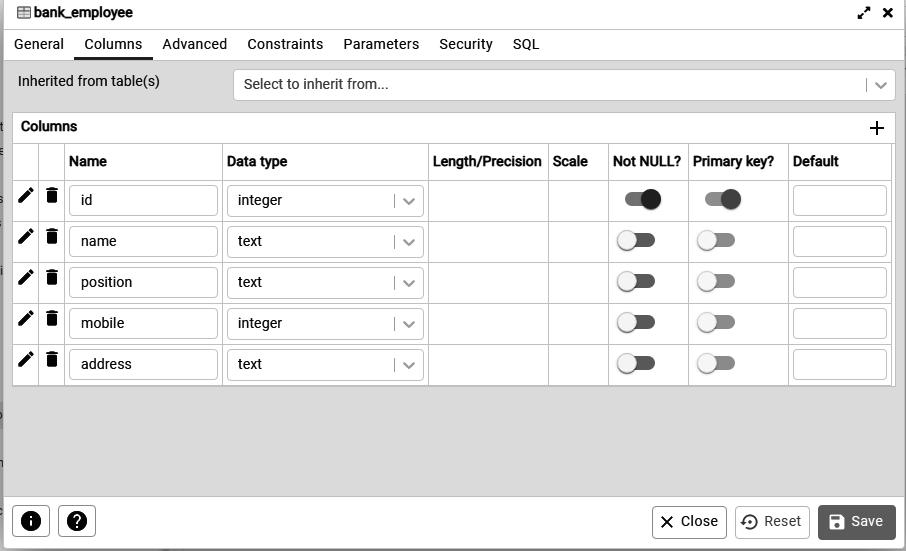 bank_employee
General Columns Advanced Constraints Parameters Security SQL
Inherited from table(s) Select to inherit from...
Columns
Name Data type Length/Precision Scale Not NULL? Primary key? Default
id integer
name text
position text
mobile integer
address text
Close Reset Save